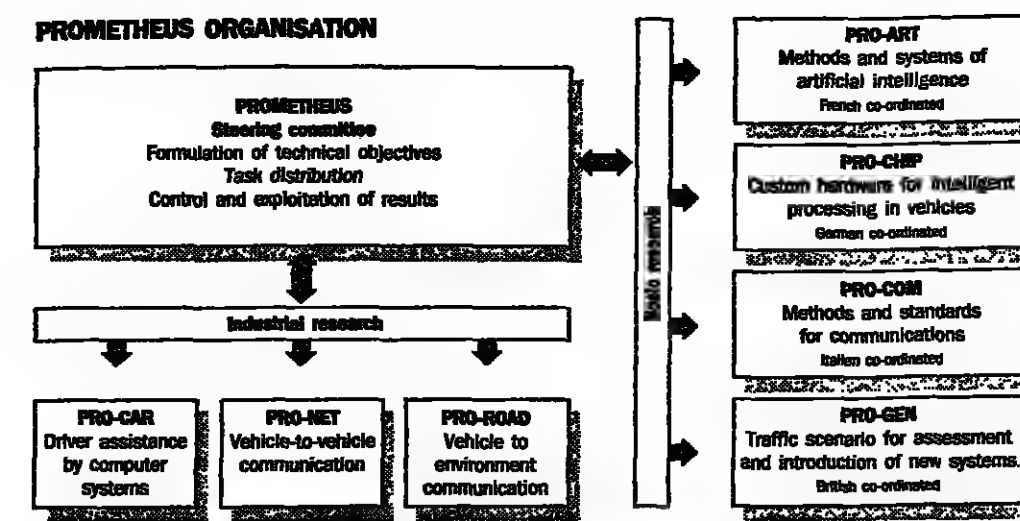 PROMETHEUS ORGANISATION
PROMETHEUS
Steering committee
Formulation of technical objectives
Task distribution
Control and exploitation of results
Industrial research
PRO-CAR
Driver assistance
by computer
systems
PRO-NET
Vehicle-to-vehicle
communication
PRO-ROAD
Vehicle to
environment
communication
Basic research
PRO-ART
Methods and systems of
artificial intelligence
French co-ordinated
PRO-CHIP
Custom hardware for intelligent
processing in vehicles
German co-ordinated
PRO-COM
Methods and standards
for communications
Italian co-ordinated
PRO-GEN
Traffic scenario for assessment
and introduction of new systems.
British co-ordinated